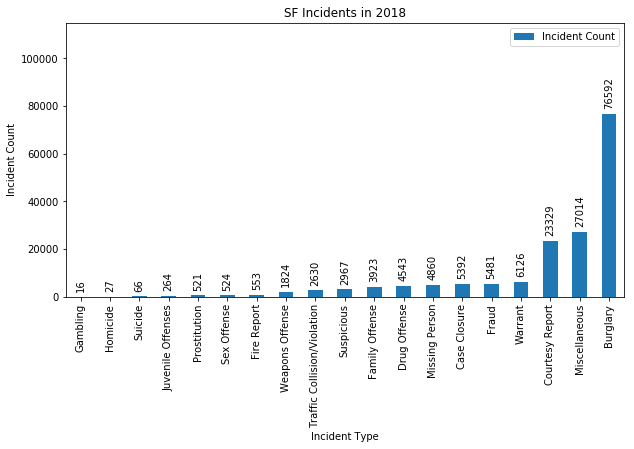 SF Incidents in 2018
Incident Count
100000
80000
60000
40000
20000
0
Incident Count
16
27
66
264
521
524
553
1824
2630
2967
3923
4543
4860
5392
5481
6126
23329
27014
76592
Gambling
Homicide
Suicide
Juvenile Offenses
Prostitution
Sex Offense
Fire Report
Weapons Offense
Traffic Collision/Violation
Suspicious
Family Offense
Drug Offense
Missing Person
Case Closure
Fraud
Warrant
Courtesy Report
Miscellaneous
Burglary
Incident Type